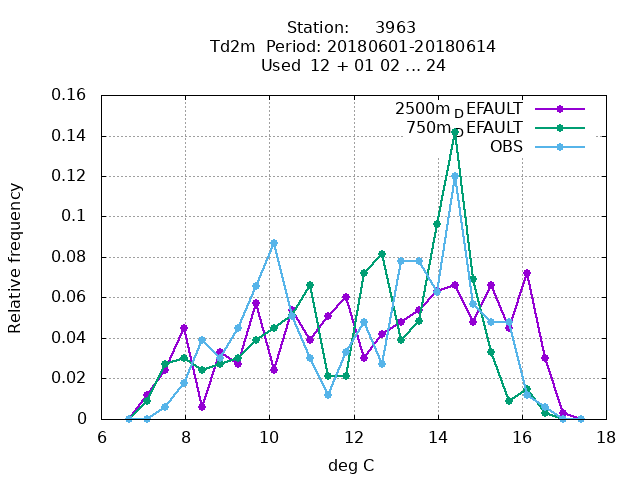 Station:     3963
Td2m  Period: 20180601-20180614
Used  12 + 01 02 ... 24
2500m_DEFAULT
750m_DEFAULT
OBS
0.16
0.14
0.12
0.1
0.08
0.06
0.04
0.02
0
Relative frequency
6 8 10 12 14 16 18
deg C